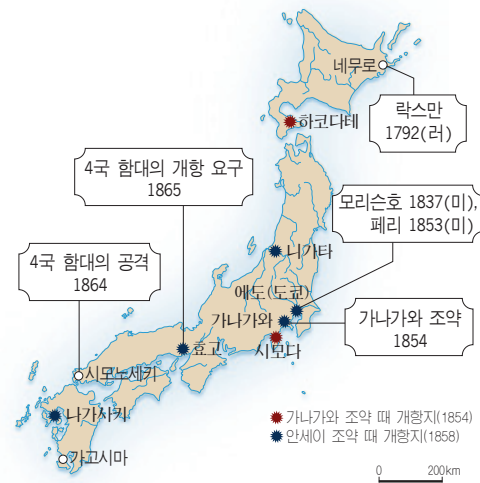 네무로
락스만
1792(러)
하코다테
4국 함대의 개항 요구
1865
모리슨호 1837(미),
페리 1853(미)
4국 함대의 공격
1864
니가타
에도(도쿄)
가나가와
가나가와 조약
1854
효고
시모다
시모노세키
나가사키
가고시마
가나가와 조약 때 개항지(1854)
안세이 조약 때 개항지(1858)
0 200km